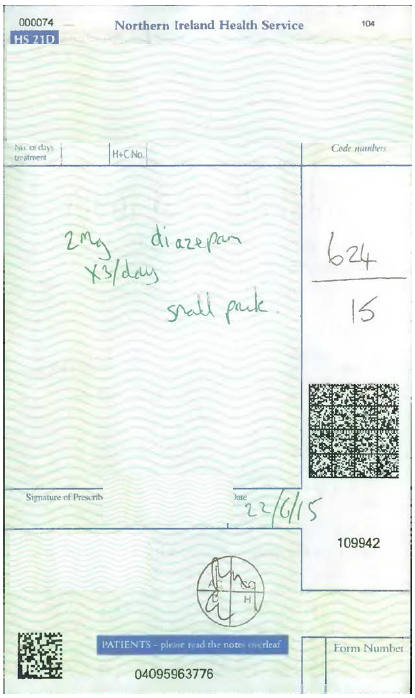 000074
Northern Ireland Health Service
104
HS 21D
No. of days
treatment
H+C No.
Code numbers
2mg diazepam
x3/day
small pack.
624
15
Signature of Prescrib
Date
22/6/15
109942
H
PATIENTS - please read the notes overleaf
Form Number
04095963776